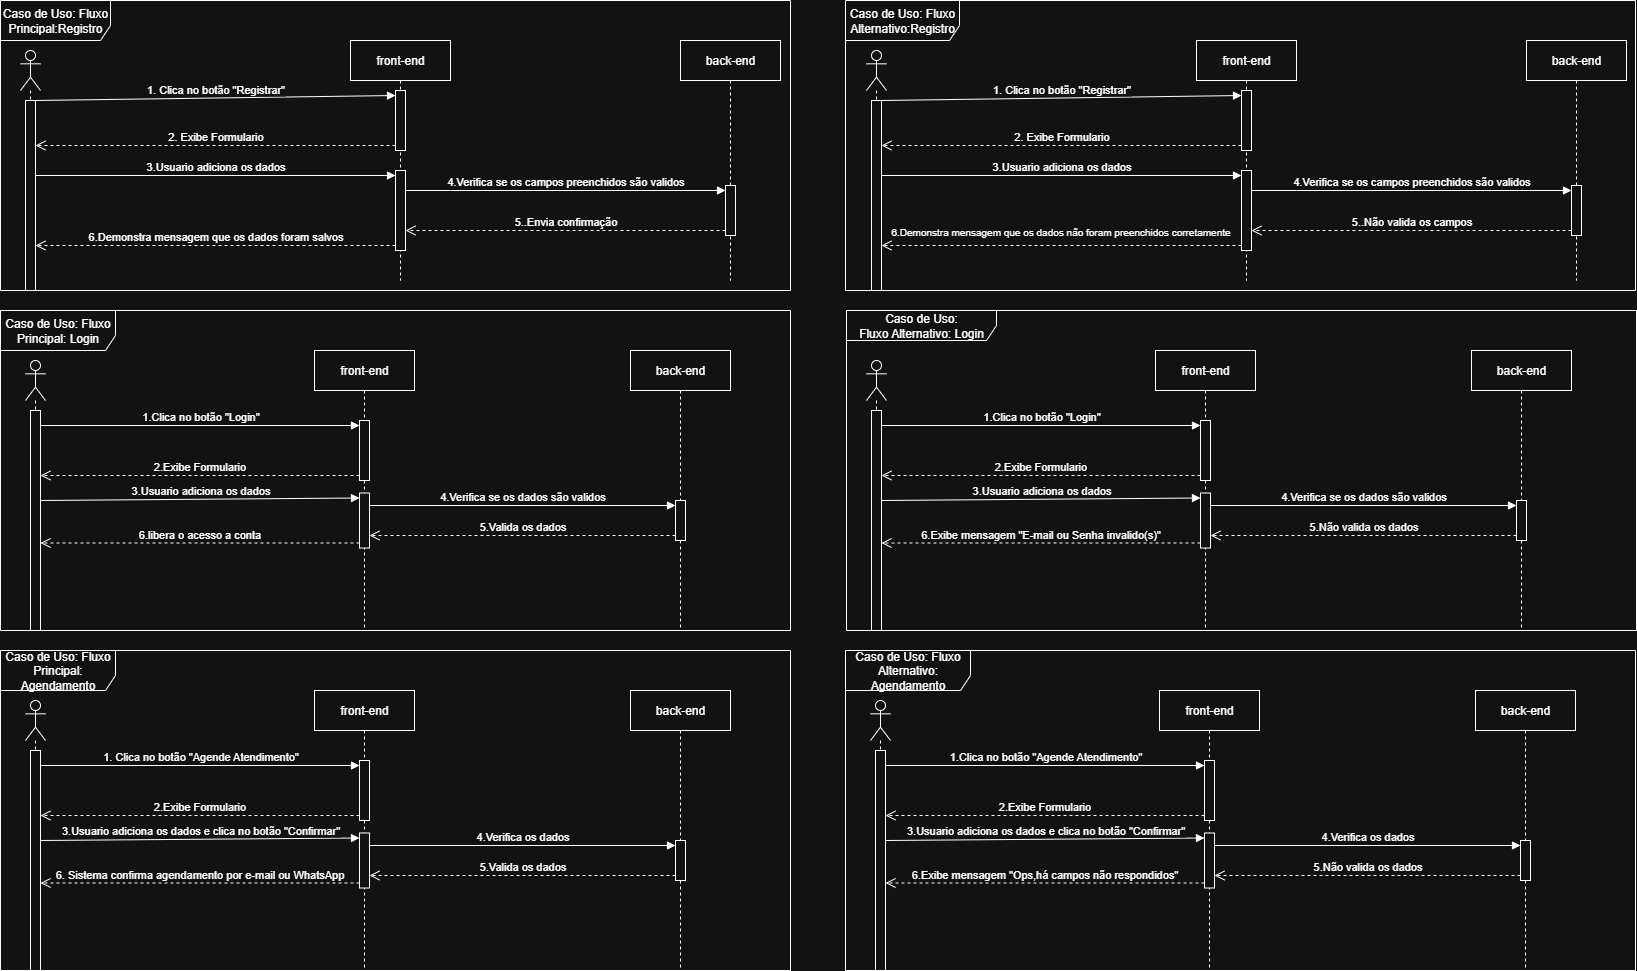 Caso de Uso: Fluxo
Principal:Registro
front-end
back-end
1. Clica no botão "Registrar"
2. Exibe Formulario
3.Usuario adiciona os dados
4.Verifica se os campos preenchidos são validos
5..Envia confirmação
6.Demonstra mensagem que os dados foram salvos
Caso de Uso: Fluxo
Alternativo:Registro
front-end
back-end
1. Clica no botão "Registrar"
2. Exibe Formulario
3.Usuario adiciona os dados
4.Verifica se os campos preenchidos são validos
5..Não valida os campos
6.Demonstra mensagem que os dados não foram preenchidos corretamente
Caso de Uso: Fluxo
Principal: Login
front-end
back-end
1.Clica no botão "Login"
2.Exibe Formulario
3.Usuario adiciona os dados
4.Verifica se os dados são validos
5.Valida os dados
6.libera o acesso a conta
Caso de Uso:
Fluxo Alternativo: Login
front-end
back-end
1.Clica no botão "Login"
2.Exibe Formulario
3.Usuario adiciona os dados
4.Verifica se os dados são validos
5.Não valida os dados
6.Exibe mensagem "E-mail ou Senha invalido(s)"
Caso de Uso: Fluxo
Principal:
Agendamento
front-end
back-end
1. Clica no botão "Agende Atendimento"
2.Exibe Formulario
3.Usuario adiciona os dados e clica no botão "Confirmar"
4.Verifica os dados
5.Valida os dados
6. Sistema confirma agendamento por e-mail ou WhatsApp
Caso de Uso: Fluxo
Alternativo:
Agendamento
front-end
back-end
1.Clica no botão "Agende Atendimento"
2.Exibe Formulario
3.Usuario adiciona os dados e clica no botão "Confirmar"
4.Verifica os dados
5.Não valida os dados
6.Exibe mensagem "Ops,há campos não respondidos"